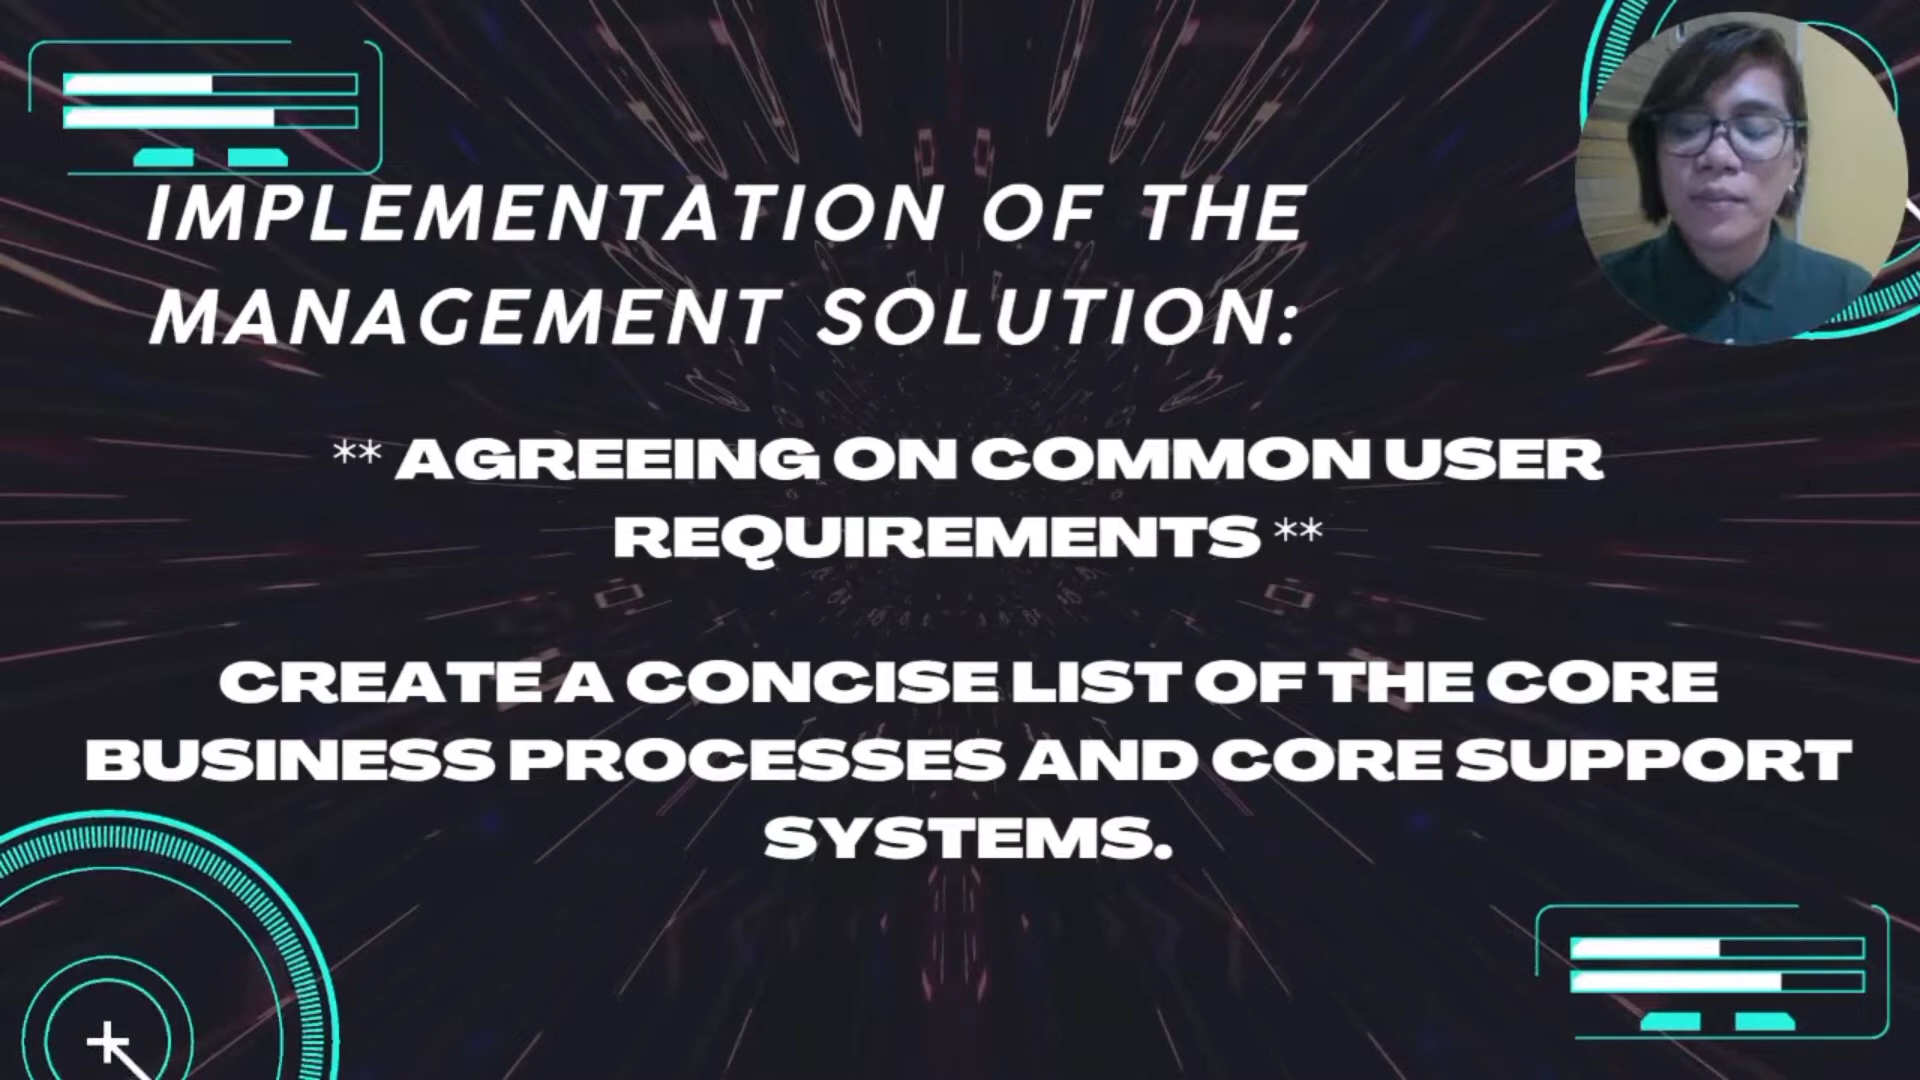 IMPLEMENTATION OF THE
MANAGEMENT SOLUTION:
** AGREEING ON COMMON USER
REQUIREMENTS **
CREATE A CONCISE LIST OF THE CORE
BUSINESS PROCESSES AND CORE SUPPORT
SYSTEMS.